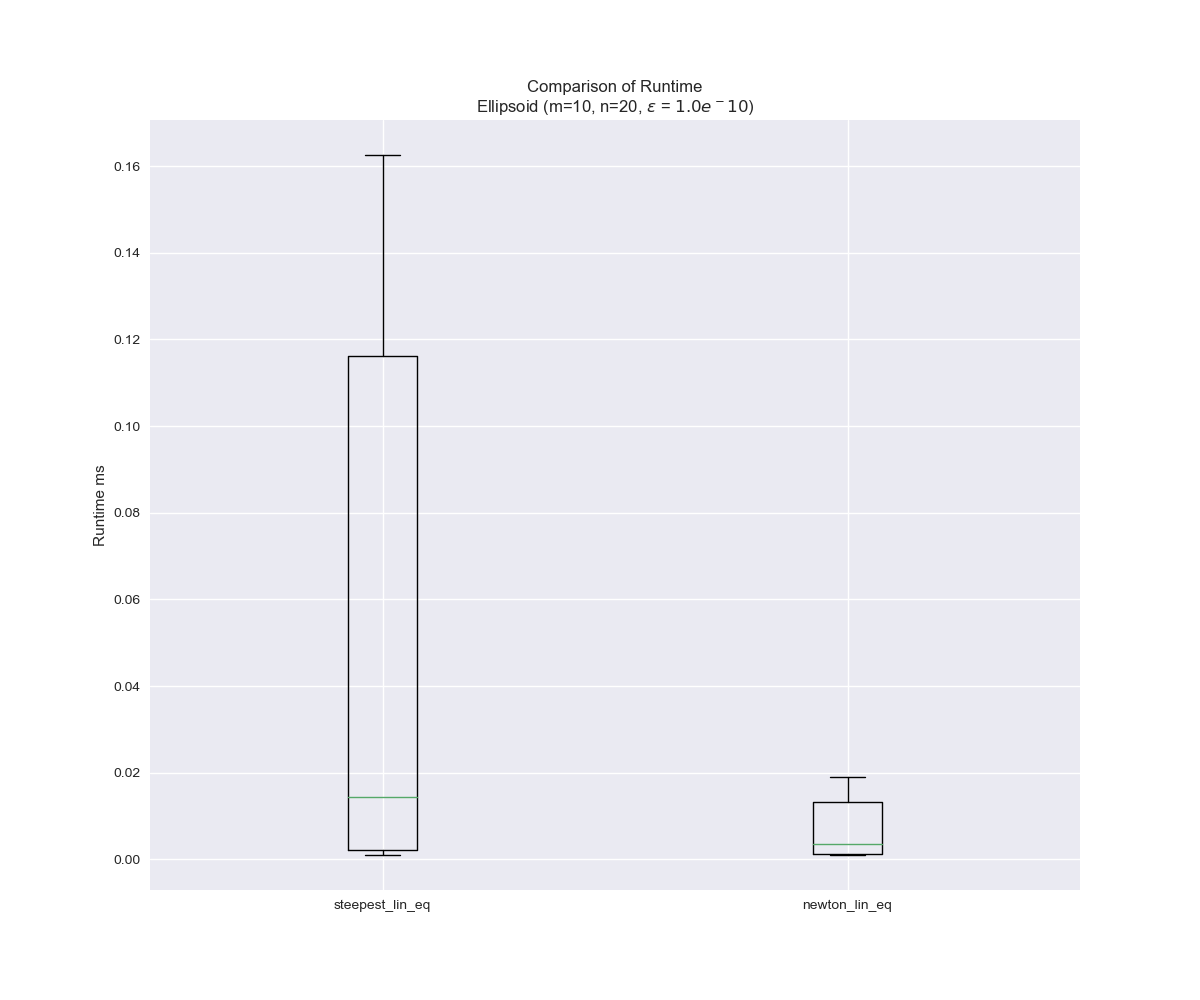 Comparison of Runtime
Ellipsoid (m=10, n=20, ε = 1.0e⁻10)
0.16
0.14
0.12
0.10
0.08
0.06
0.04
0.02
0.00
Runtime ms
steepest_lin_eq
newton_lin_eq